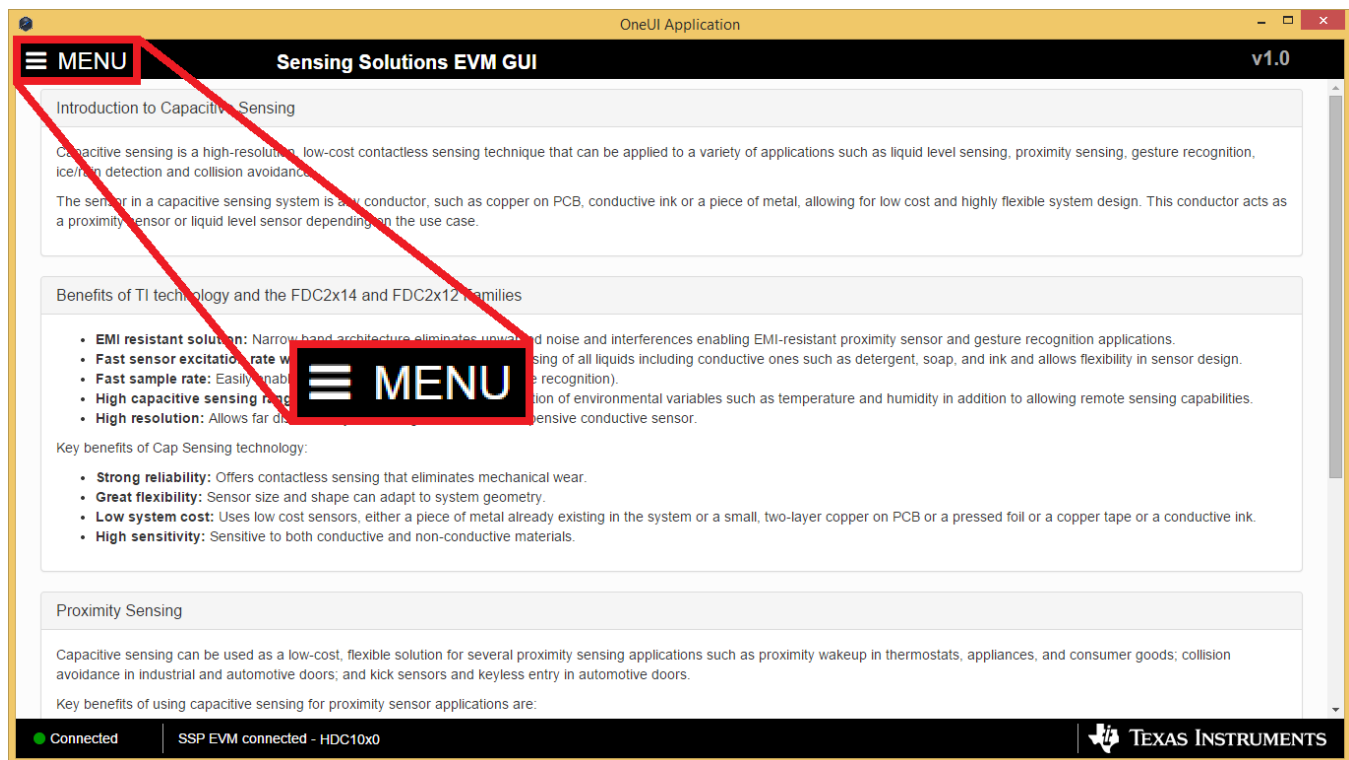 OneUI Application
MENU
Sensing Solutions EVM GUI
v1.0
Introduction to Capacitive Sensing
Capacitive sensing is a high-resolution, low-cost contactless sensing technique that can be applied to a variety of applications such as liquid level sensing, proximity sensing, gesture recognition,
ice/rain detection and collision avoidance.
The sensor in a capacitive sensing system is any conductor, such as copper on PCB, conductive ink or a piece of metal, allowing for low cost and highly flexible system design. This conductor acts as
a proximity sensor or liquid level sensor depending on the use case.
Benefits of TI technology and the FDC2x14 and FDC2x12 Families
• EMI resistant solution: Narrow band architecture eliminates unwanted noise and interferences enabling EMI-resistant proximity sensor and gesture recognition applications.
• Fast sensor excitation rate w sing of all liquids including conductive ones such as detergent, soap, and ink and allows flexibility in sensor design.
• Fast sample rate: Easily enab e recognition).
• High capacitive sensing rang tion of environmental variables such as temperature and humidity in addition to allowing remote sensing capabilities.
• High resolution: Allows far dis pensive conductive sensor.
MENU
Key benefits of Cap Sensing technology:
• Strong reliability: Offers contactless sensing that eliminates mechanical wear.
• Great flexibility: Sensor size and shape can adapt to system geometry.
• Low system cost: Uses low cost sensors, either a piece of metal already existing in the system or a small, two-layer copper on PCB or a pressed foil or a copper tape or a conductive ink.
• High sensitivity: Sensitive to both conductive and non-conductive materials.
Proximity Sensing
Capacitive sensing can be used as a low-cost, flexible solution for several proximity sensing applications such as proximity wakeup in thermostats, appliances, and consumer goods; collision
avoidance in industrial and automotive doors; and kick sensors and keyless entry in automotive doors.
Key benefits of using capacitive sensing for proximity sensor applications are:
Connected
SSP EVM connected - HDC10x0
TEXAS INSTRUMENTS